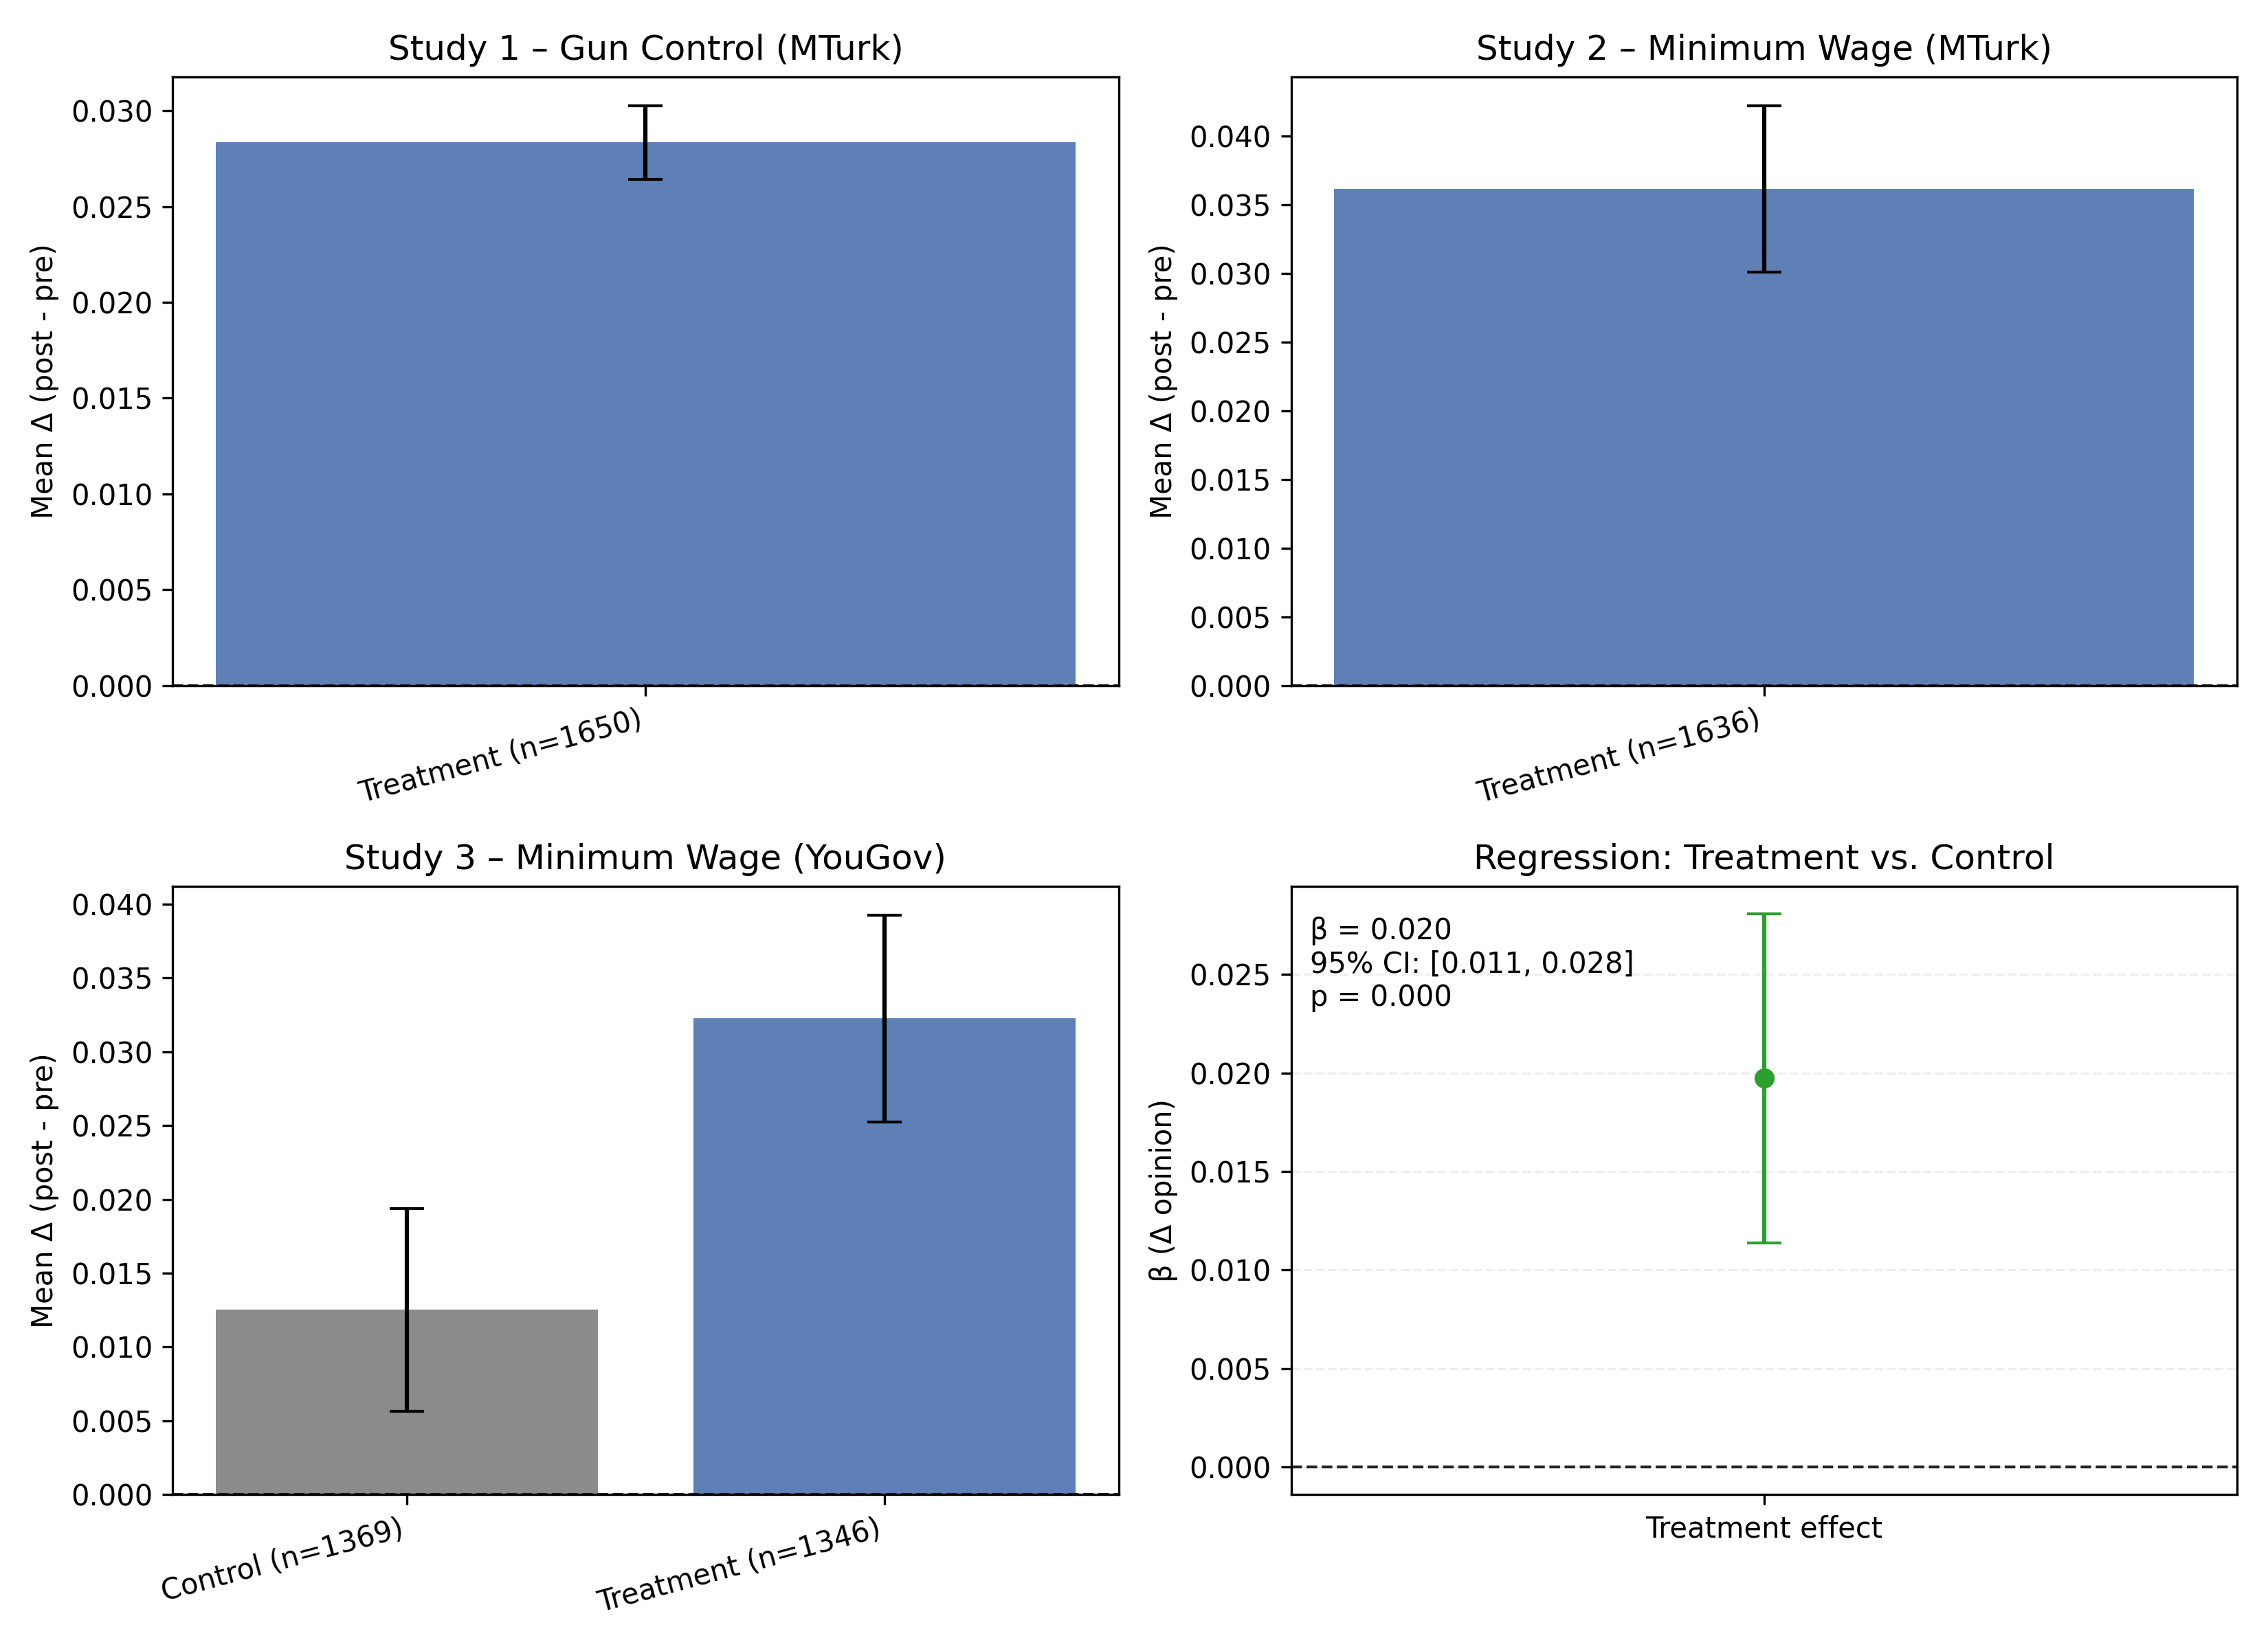 Study 1 – Gun Control (MTurk)
Mean Δ (post - pre)
0.030
0.025
0.020
0.015
0.010
0.005
0.000
Treatment (n=1650)
Study 2 – Minimum Wage (MTurk)
Mean Δ (post - pre)
0.040
0.035
0.030
0.025
0.020
0.015
0.010
0.005
0.000
Treatment (n=1636)
Study 3 – Minimum Wage (YouGov)
Mean Δ (post - pre)
0.040
0.035
0.030
0.025
0.020
0.015
0.010
0.005
0.000
Control (n=1369)
Treatment (n=1346)
Regression: Treatment vs. Control
β (Δ opinion)
β = 0.020
95% CI: [0.011, 0.028]
p = 0.000
0.025
0.020
0.015
0.010
0.005
0.000
Treatment effect